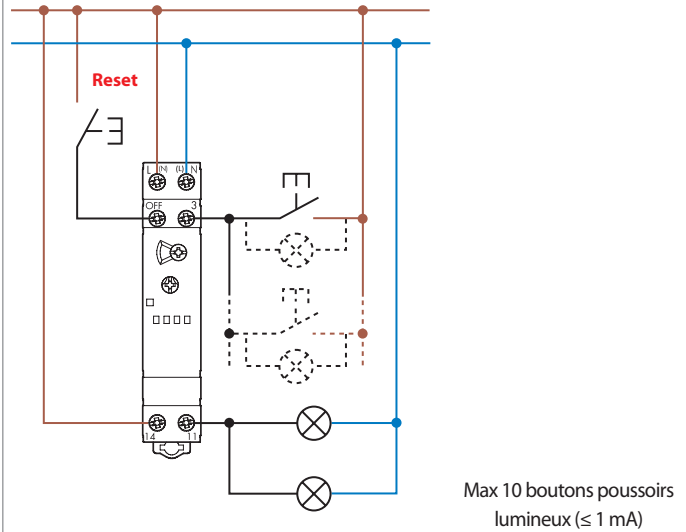 Reset
L (N) (L) N
OFF 3
14 11
Max 10 boutons poussoirs
lumineux (≤ 1 mA)